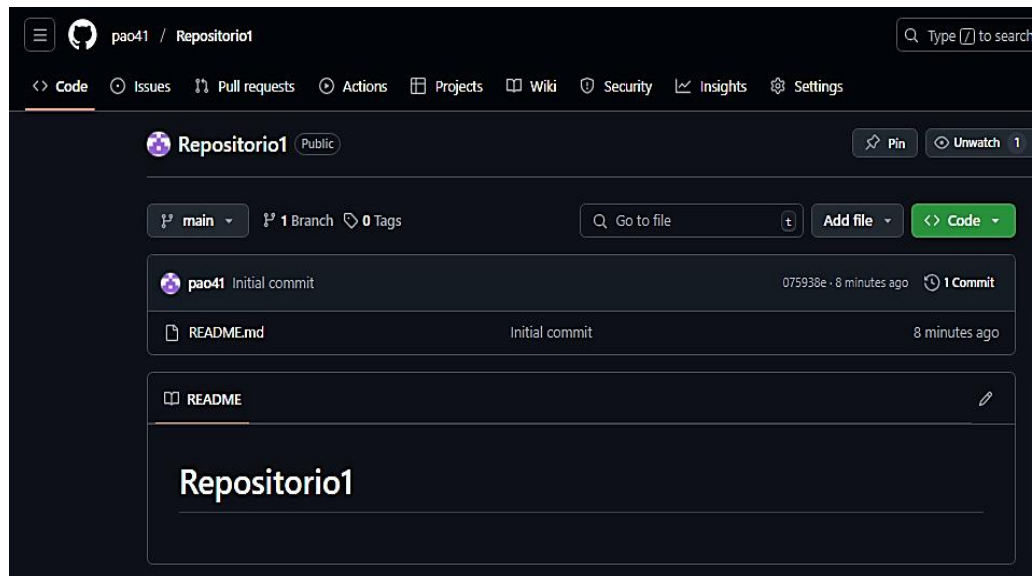 pao41 / Repositorio1
Type / to search
Code Issues Pull requests Actions Projects Wiki Security Insights Settings
Repositorio1 Public Pin Unwatch 1
main 1 Branch 0 Tags Go to file t Add file Code
pao41 Initial commit 075938e · 8 minutes ago 1 Commit
README.md Initial commit 8 minutes ago
README
Repositorio1